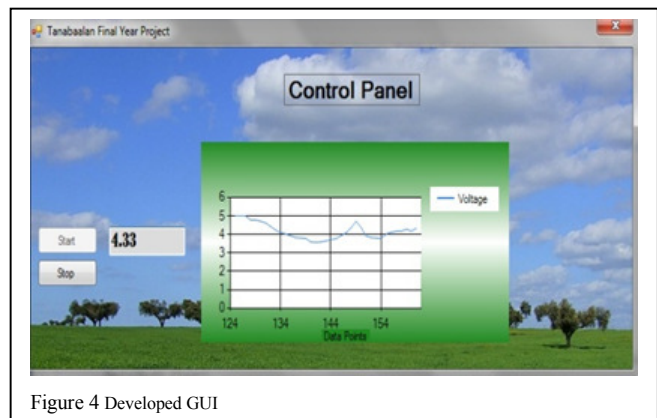 Tanabaalan Final Year Project
Control Panel
6
5
4
3
2
1
0
124 134 144 154
Data Points
Voltage
Start
4.33
Stop
Figure 4 Developed GUI